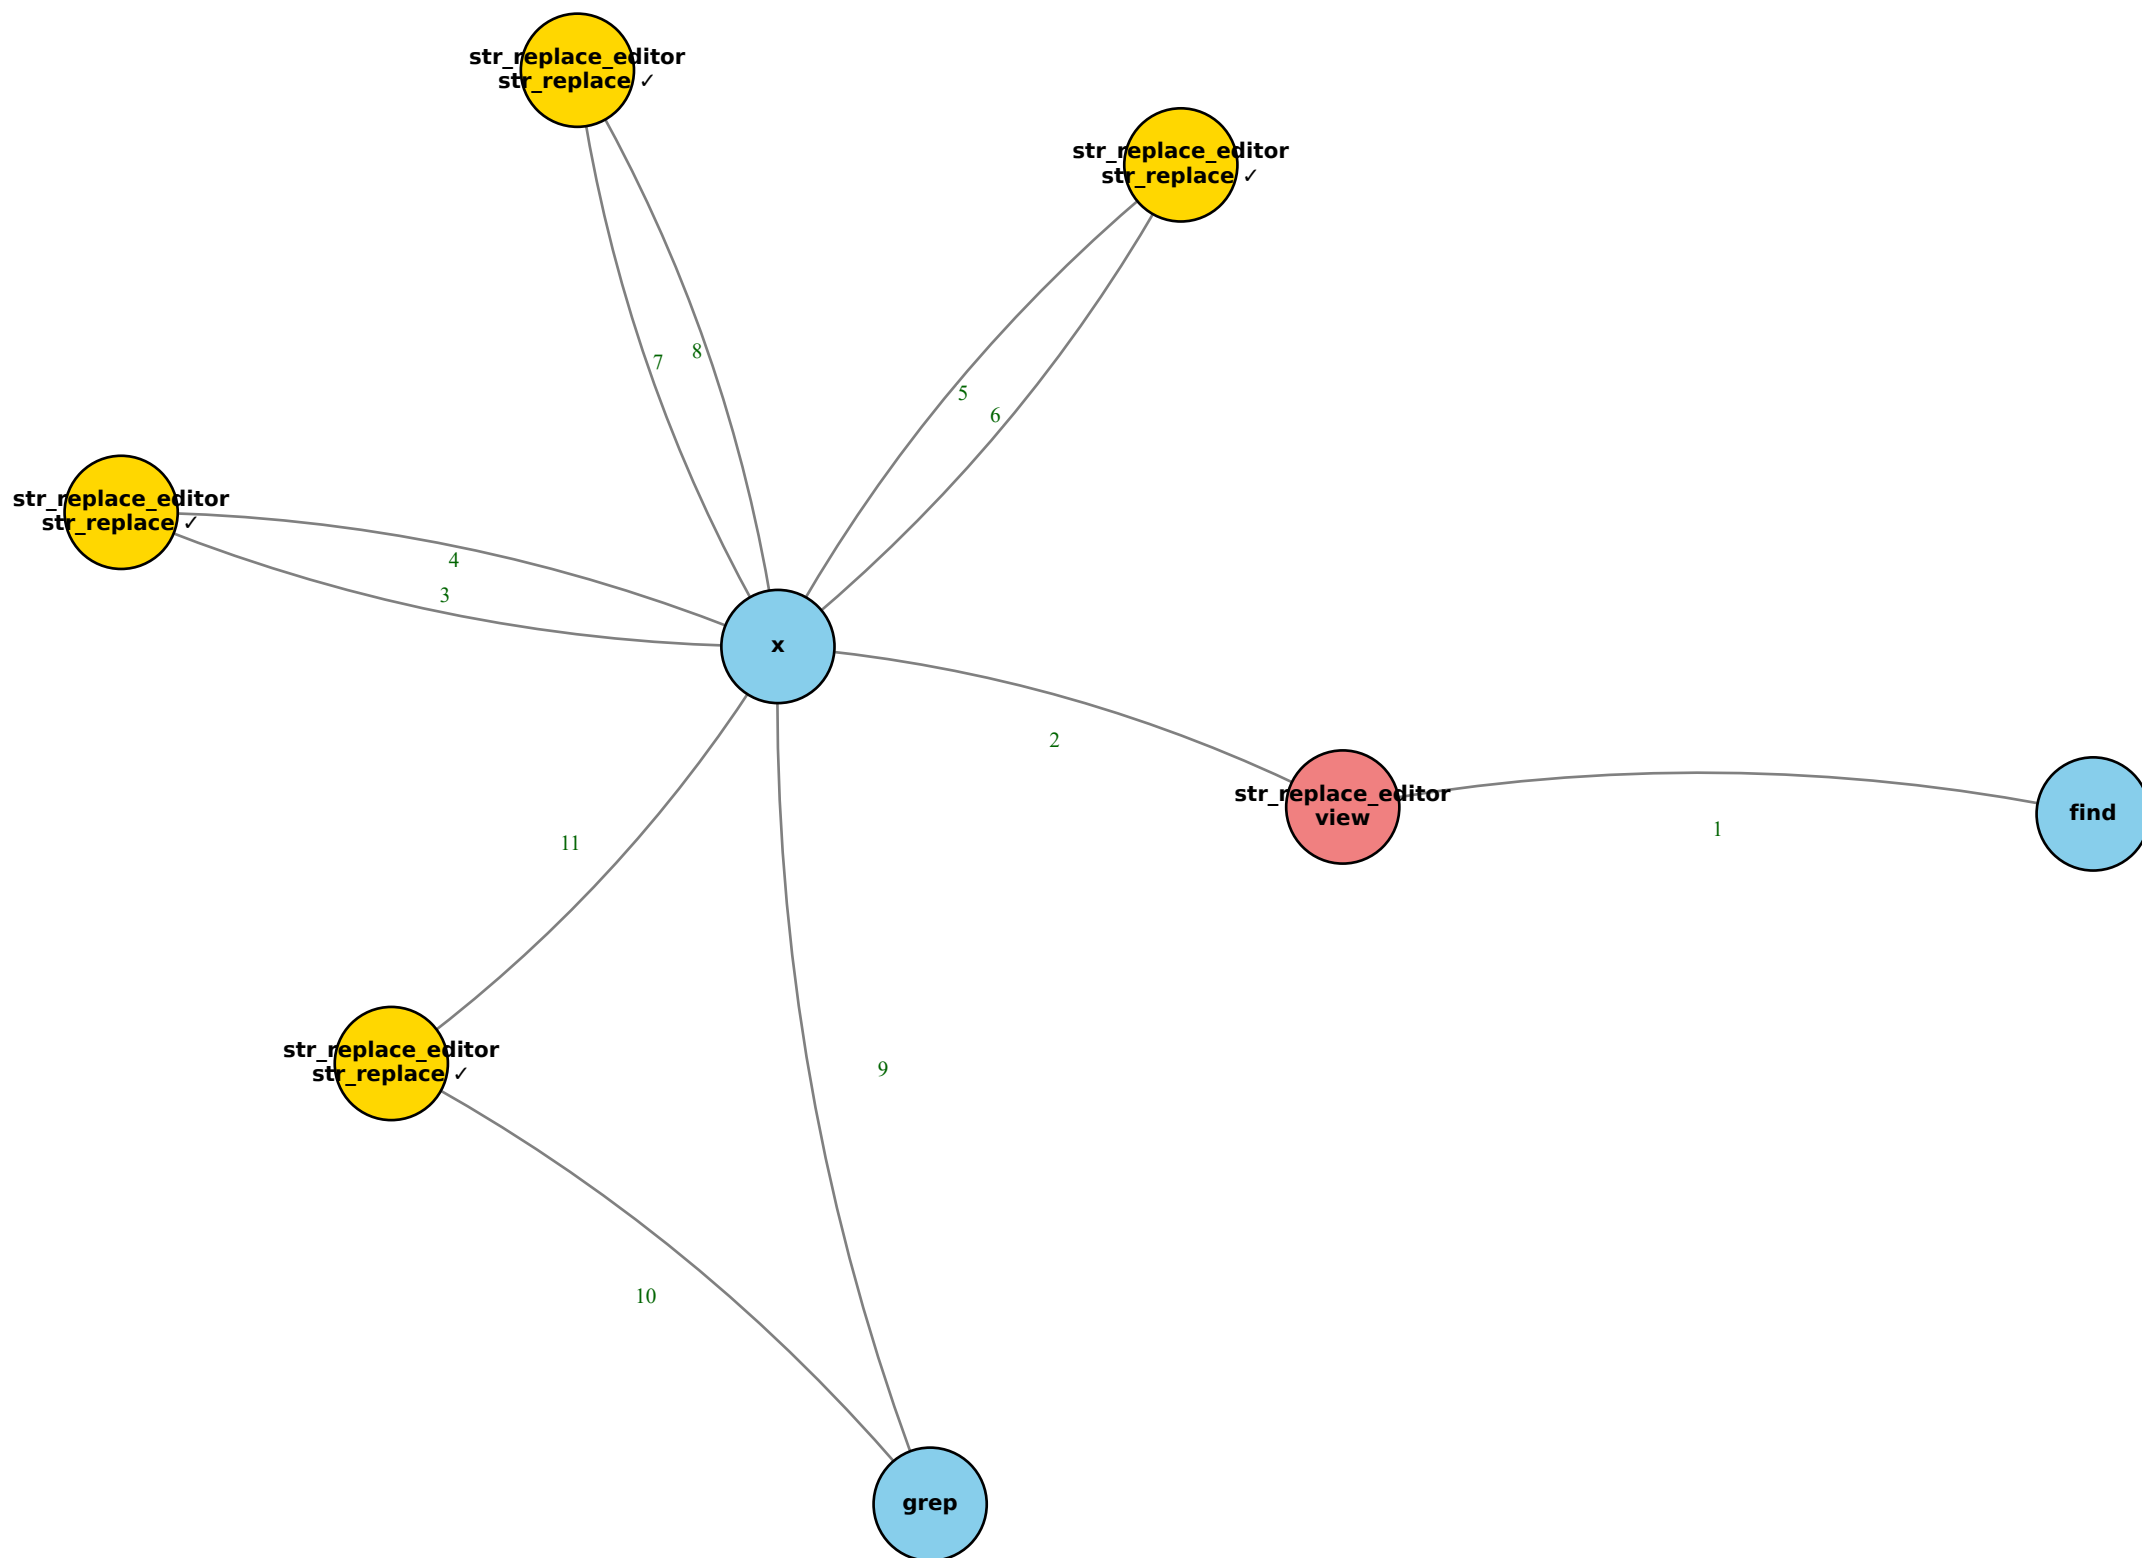 str_replace_editor
str_replace ✓
str_replace_editor
str_replace ✓
7
8
5
6
str_replace_editor
str_replace ✓
4
3
x
2
str_replace_editor
view
1
find
11
str_replace_editor
str_replace ✓
9
10
grep